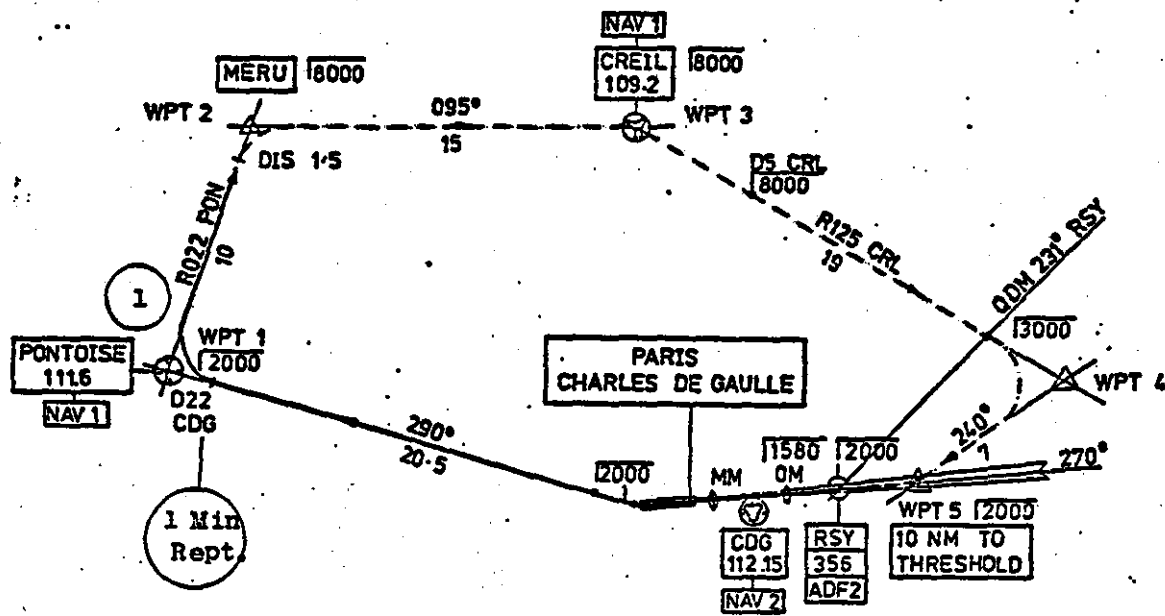 NAV 1
MERU 8000
CREIL
109.2
8000
WPT 2
095°
15
WPT 3
DIS 1·5
D5 CRL
8000
R022 PON
10
R125 CRL
19
QDM 231° RSY
1
WPT 1
2000
3000
PONTOISE
111.6
NAV 1
PARIS
CHARLES DE GAULLE
WPT 4
D22
CDG
290°
20·5
240°
7
2000
MM
1580
OM
2000
270°
WPT 5 2000
1 Min
Rept.
CDG
112.15
NAV 2
RSY
356
ADF2
10 NM TO
THRESHOLD